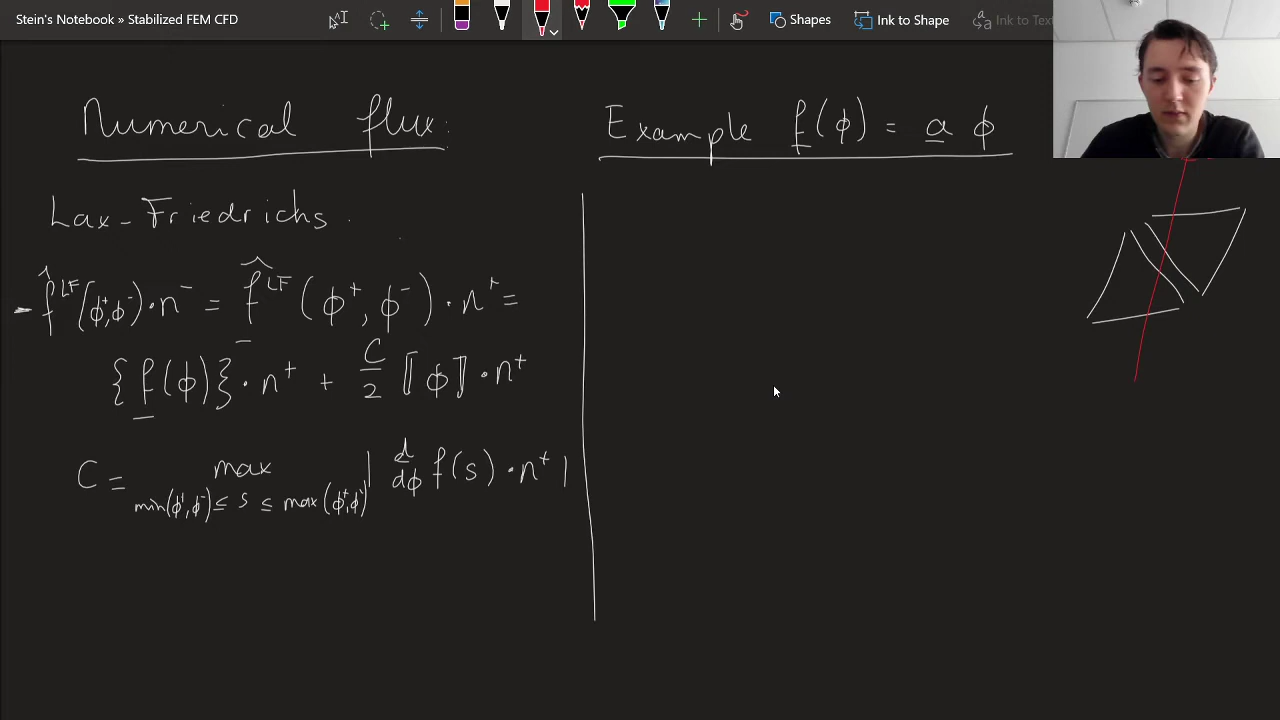 Stein's Notebook » Stabilized FEM CFD
Shapes
Ink to Shape
Ink to Text
Numerical flux:
Lax-Friedrichs.
-f̂^LF(φ⁺,φ⁻)·n⁻ = f̂^LF(φ⁺,φ⁻)·n⁺ =
{f(φ)}·n⁺ + C/2 ⟦φ⟧·n⁺
C = max | d/dφ f(s)·n⁺ |
min(φ⁺,φ⁻) ≤ s ≤ max(φ⁺,φ⁻)
Example f(φ) = a φ